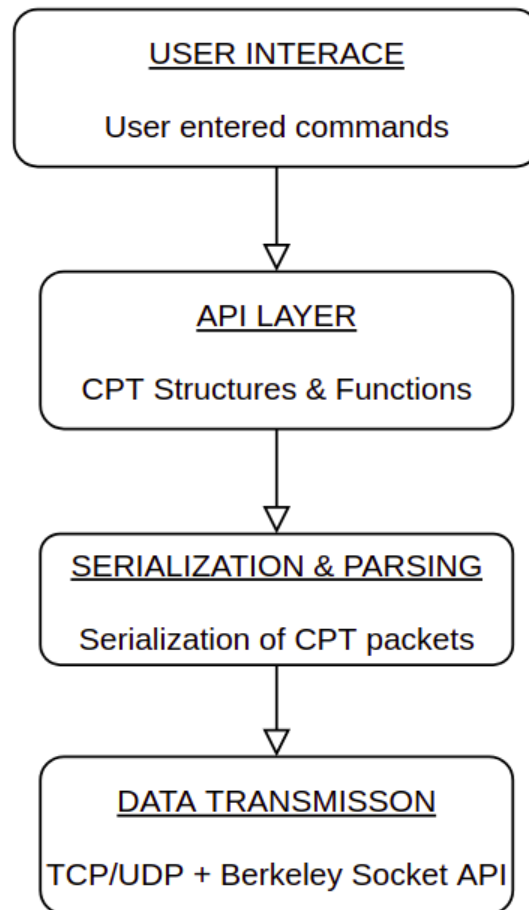 USER INTERACE
User entered commands
API LAYER
CPT Structures & Functions
SERIALIZATION & PARSING
Serialization of CPT packets
DATA TRANSMISSON
TCP/UDP + Berkeley Socket API